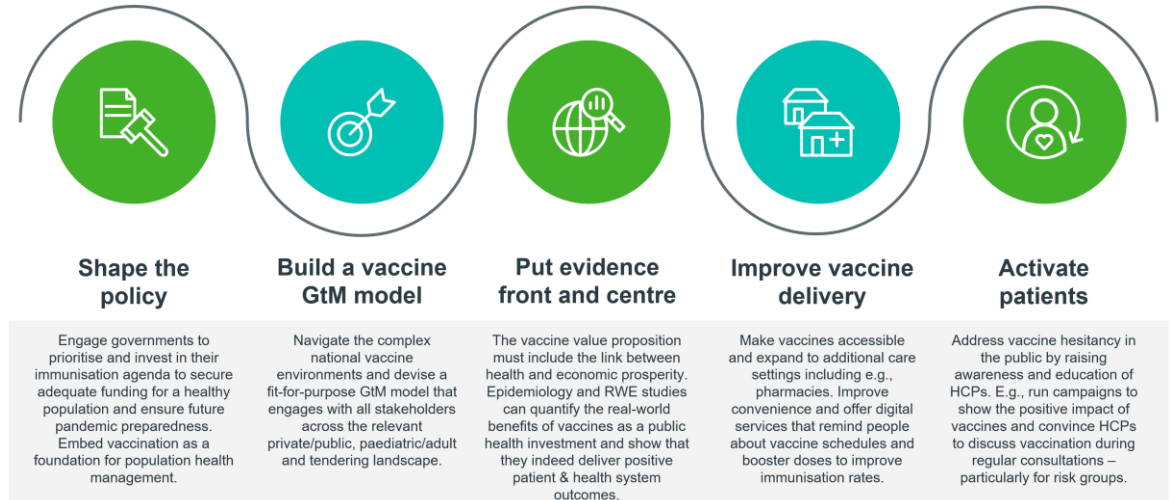 Shape the
policy
Engage governments to
prioritise and invest in their
immunisation agenda to secure
adequate funding for a healthy
population and ensure future
pandemic preparedness.
Embed vaccination as a
foundation for population health
management.
Build a vaccine
GtM model
Navigate the complex
national vaccine
environments and devise a
fit-for-purpose GtM model that
engages with all stakeholders
across the relevant
private/public, paediatric/adult
and tendering landscape.
Put evidence
front and centre
The vaccine value proposition
must include the link between
health and economic prosperity.
Epidemiology and RWE studies
can quantify the real-world
benefits of vaccines as a public
health investment and show that
they indeed deliver positive
patient & health system
outcomes.
Improve vaccine
delivery
Make vaccines accessible
and expand to additional care
settings including e.g.,
pharmacies. Improve
convenience and offer digital
services that remind people
about vaccine schedules and
booster doses to improve
immunisation rates.
Activate
patients
Address vaccine hesitancy in
the public by raising
awareness and education of
HCPs. E.g., run campaigns to
show the positive impact of
vaccines and convince HCPs
to discuss vaccination during
regular consultations –
particularly for risk groups.